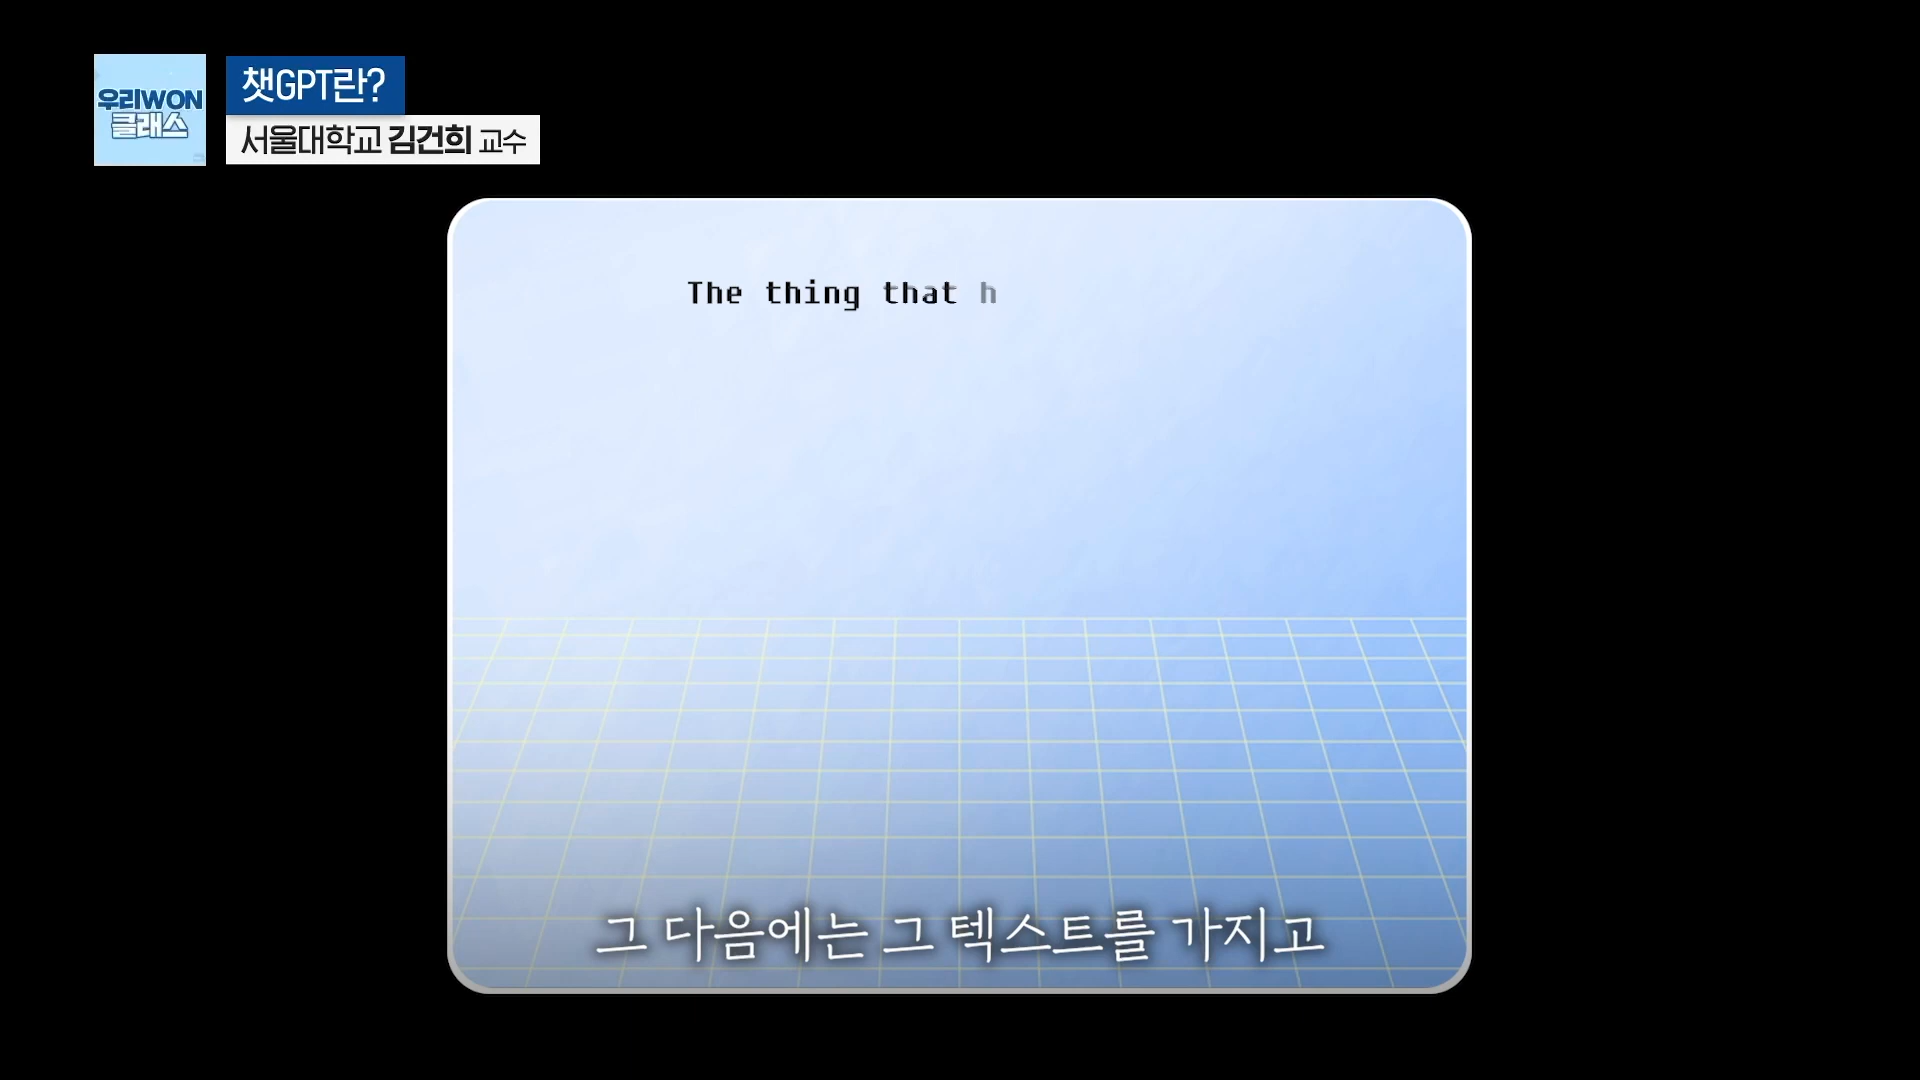 우리WON
클래스
챗GPT란?
서울대학교 김건희 교수
The thing that h
그 다음에는 그 텍스트를 가지고